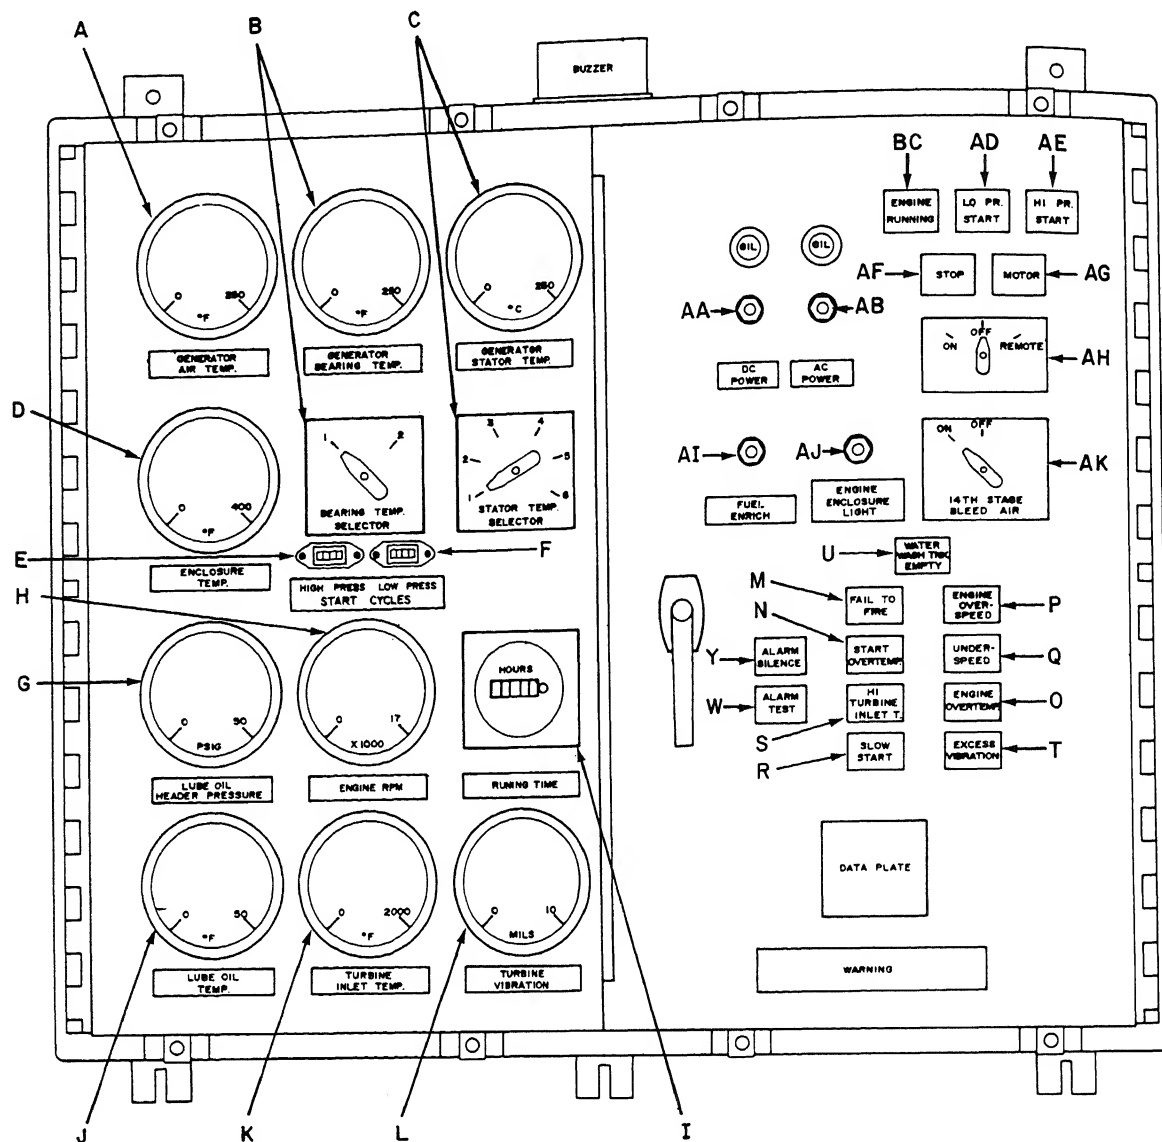 A
B
C
BUZZER
BC
AD
AE
ENGINE
RUNNING
LO PR.
START
HI PR.
START
GIL
GIL
AF
STOP
MOTOR
AG
0
250
°F
0
250
°F
0
250
°C
AA
AB
GENERATOR
AIR TEMP.
GENERATOR
BEARING TEMP.
GENERATOR
STATOR TEMP.
DC
POWER
AC
POWER
ON
OFF
REMOTE
AH
D
1
2
BEARING TEMP.
SELECTOR
1
2
3
4
5
6
STATOR TEMP.
SELECTOR
0
400
°F
AI
AJ
ON
OFF
14TH STAGE
BLEED AIR
AK
FUEL
ENRICH
ENGINE
ENCLOSURE
LIGHT
E
F
ENCLOSURE
TEMP.
HIGH PRESS LOW PRESS
START CYCLES
U
WATER
WASH TNK
EMPTY
H
M
FAIL TO
FIRE
ENGINE
OVER-
SPEED
P
N
G
0
50
PSIG
0
17
X1000
HOURS
Y
ALARM
SILENCE
START
OVERTEMP.
UNDER-
SPEED
Q
W
ALARM
TEST
HI
TURBINE
INLET T.
ENGINE
OVERTEMP.
O
S
R
SLOW
START
EXCESS
VIBRATION
T
LUBE OIL
HEADER PRESSURE
ENGINE RPM
RUNING TIME
0
50
°F
0
2000
°F
0
10
MILS
DATA PLATE
LUBE OIL
TEMP.
TURBINE
INLET TEMP.
TURBINE
VIBRATION
WARNING
J
K
L
I